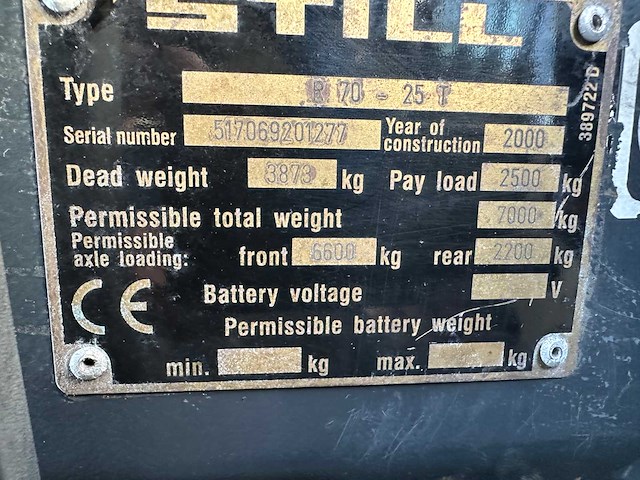 STILL
Type R 70 - 25 T
Serial number 517069201277 Year of construction 2000
Dead weight 3873 kg Pay load 2500 kg
Permissible total weight 7000 kg
Permissible axle loading: front 6600 kg rear 2200 kg
CE Battery voltage V
Permissible battery weight
min. kg max. kg
389722 D